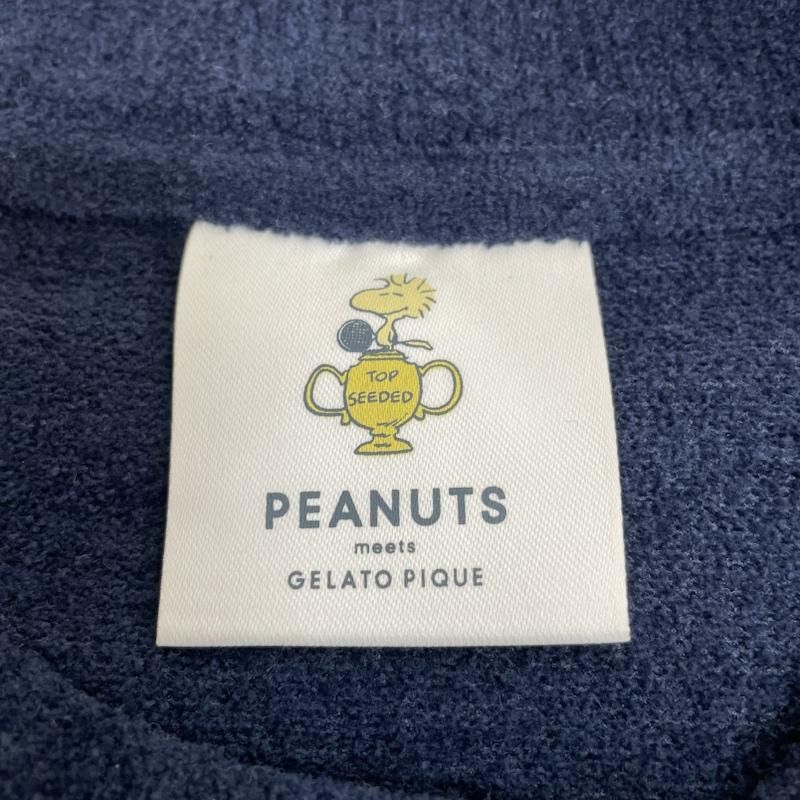 TOP
SEEDED
PEANUTS
meets
GELATO PIQUE